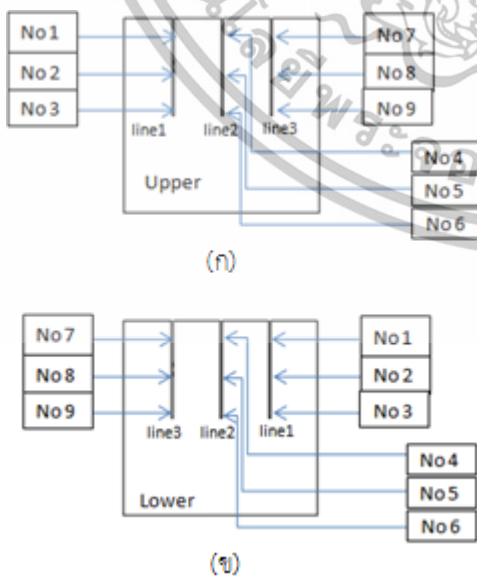 No1
No2
No3
No7
No8
No9
line1
line2
line3
No4
No5
No6
Upper
(ก)
No7
No8
No9
No1
No2
No3
line3
line2
line1
No4
No5
No6
Lower
(ข)